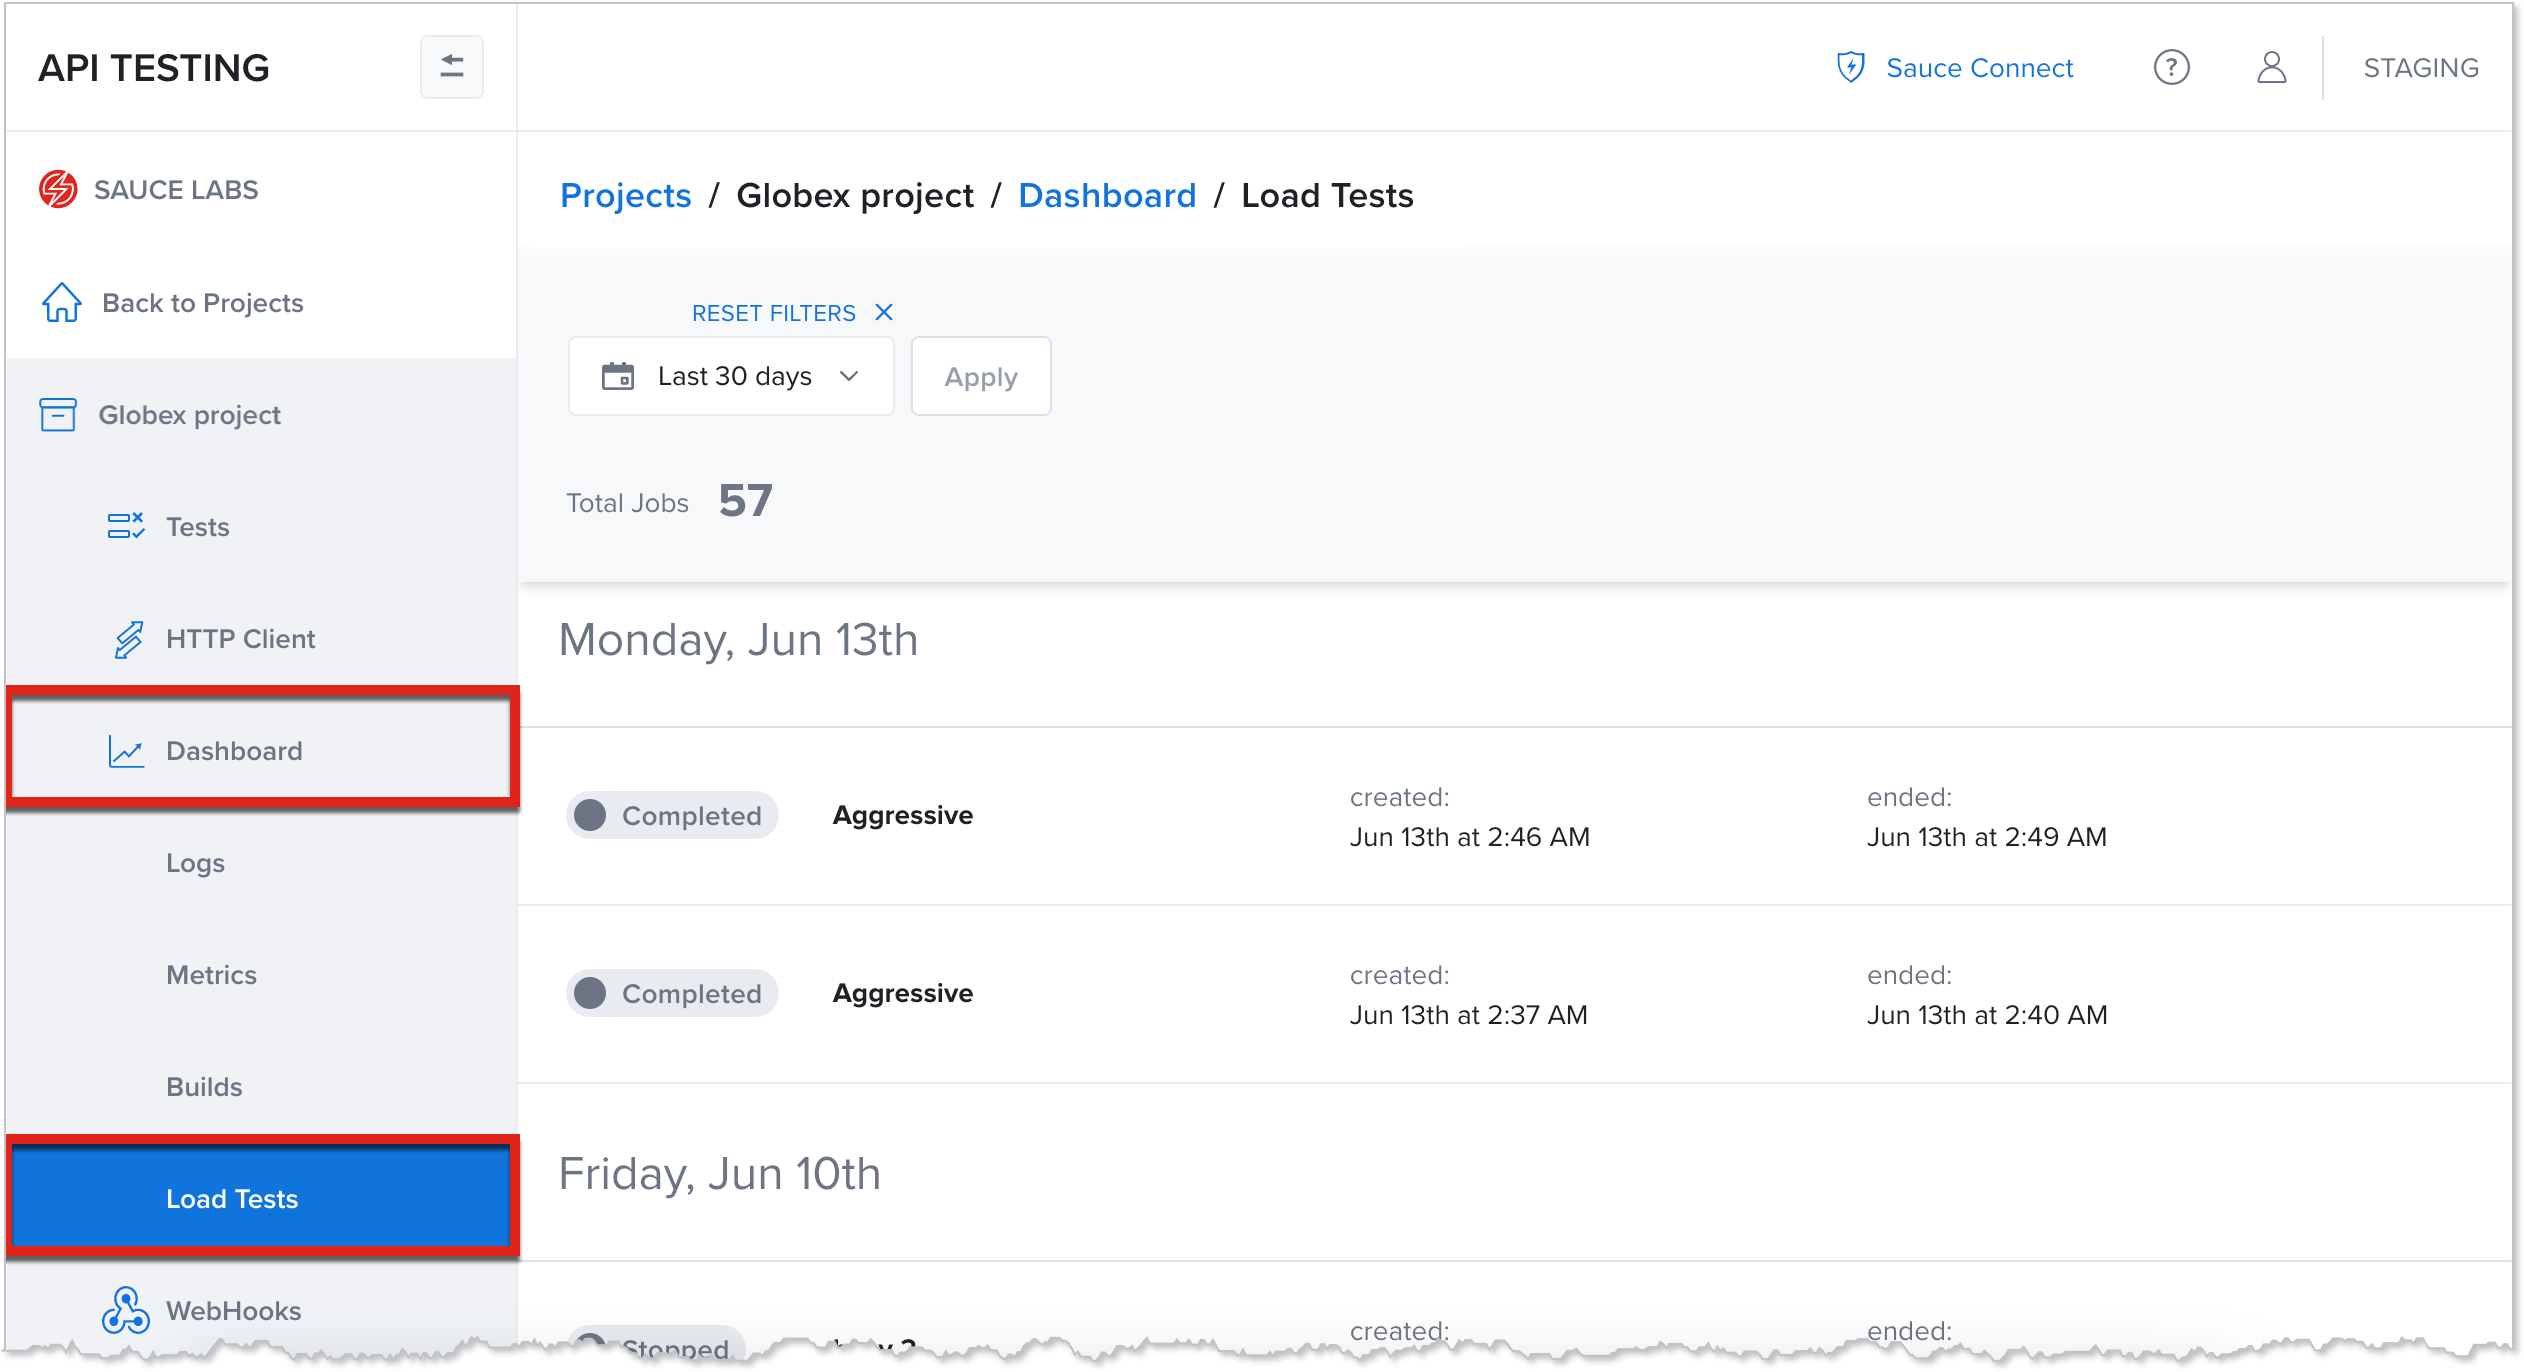 API TESTING
Sauce Connect
?
STAGING
SAUCE LABS
Back to Projects
Globex project
Tests
HTTP Client
Dashboard
Logs
Metrics
Builds
Load Tests
WebHooks
Projects / Globex project / Dashboard / Load Tests
RESET FILTERS
Last 30 days
Apply
Total Jobs 57
Monday, Jun 13th
Completed Aggressive
created:
Jun 13th at 2:46 AM
ended:
Jun 13th at 2:49 AM
Completed Aggressive
created:
Jun 13th at 2:37 AM
ended:
Jun 13th at 2:40 AM
Friday, Jun 10th
Stopped
created:
ended: